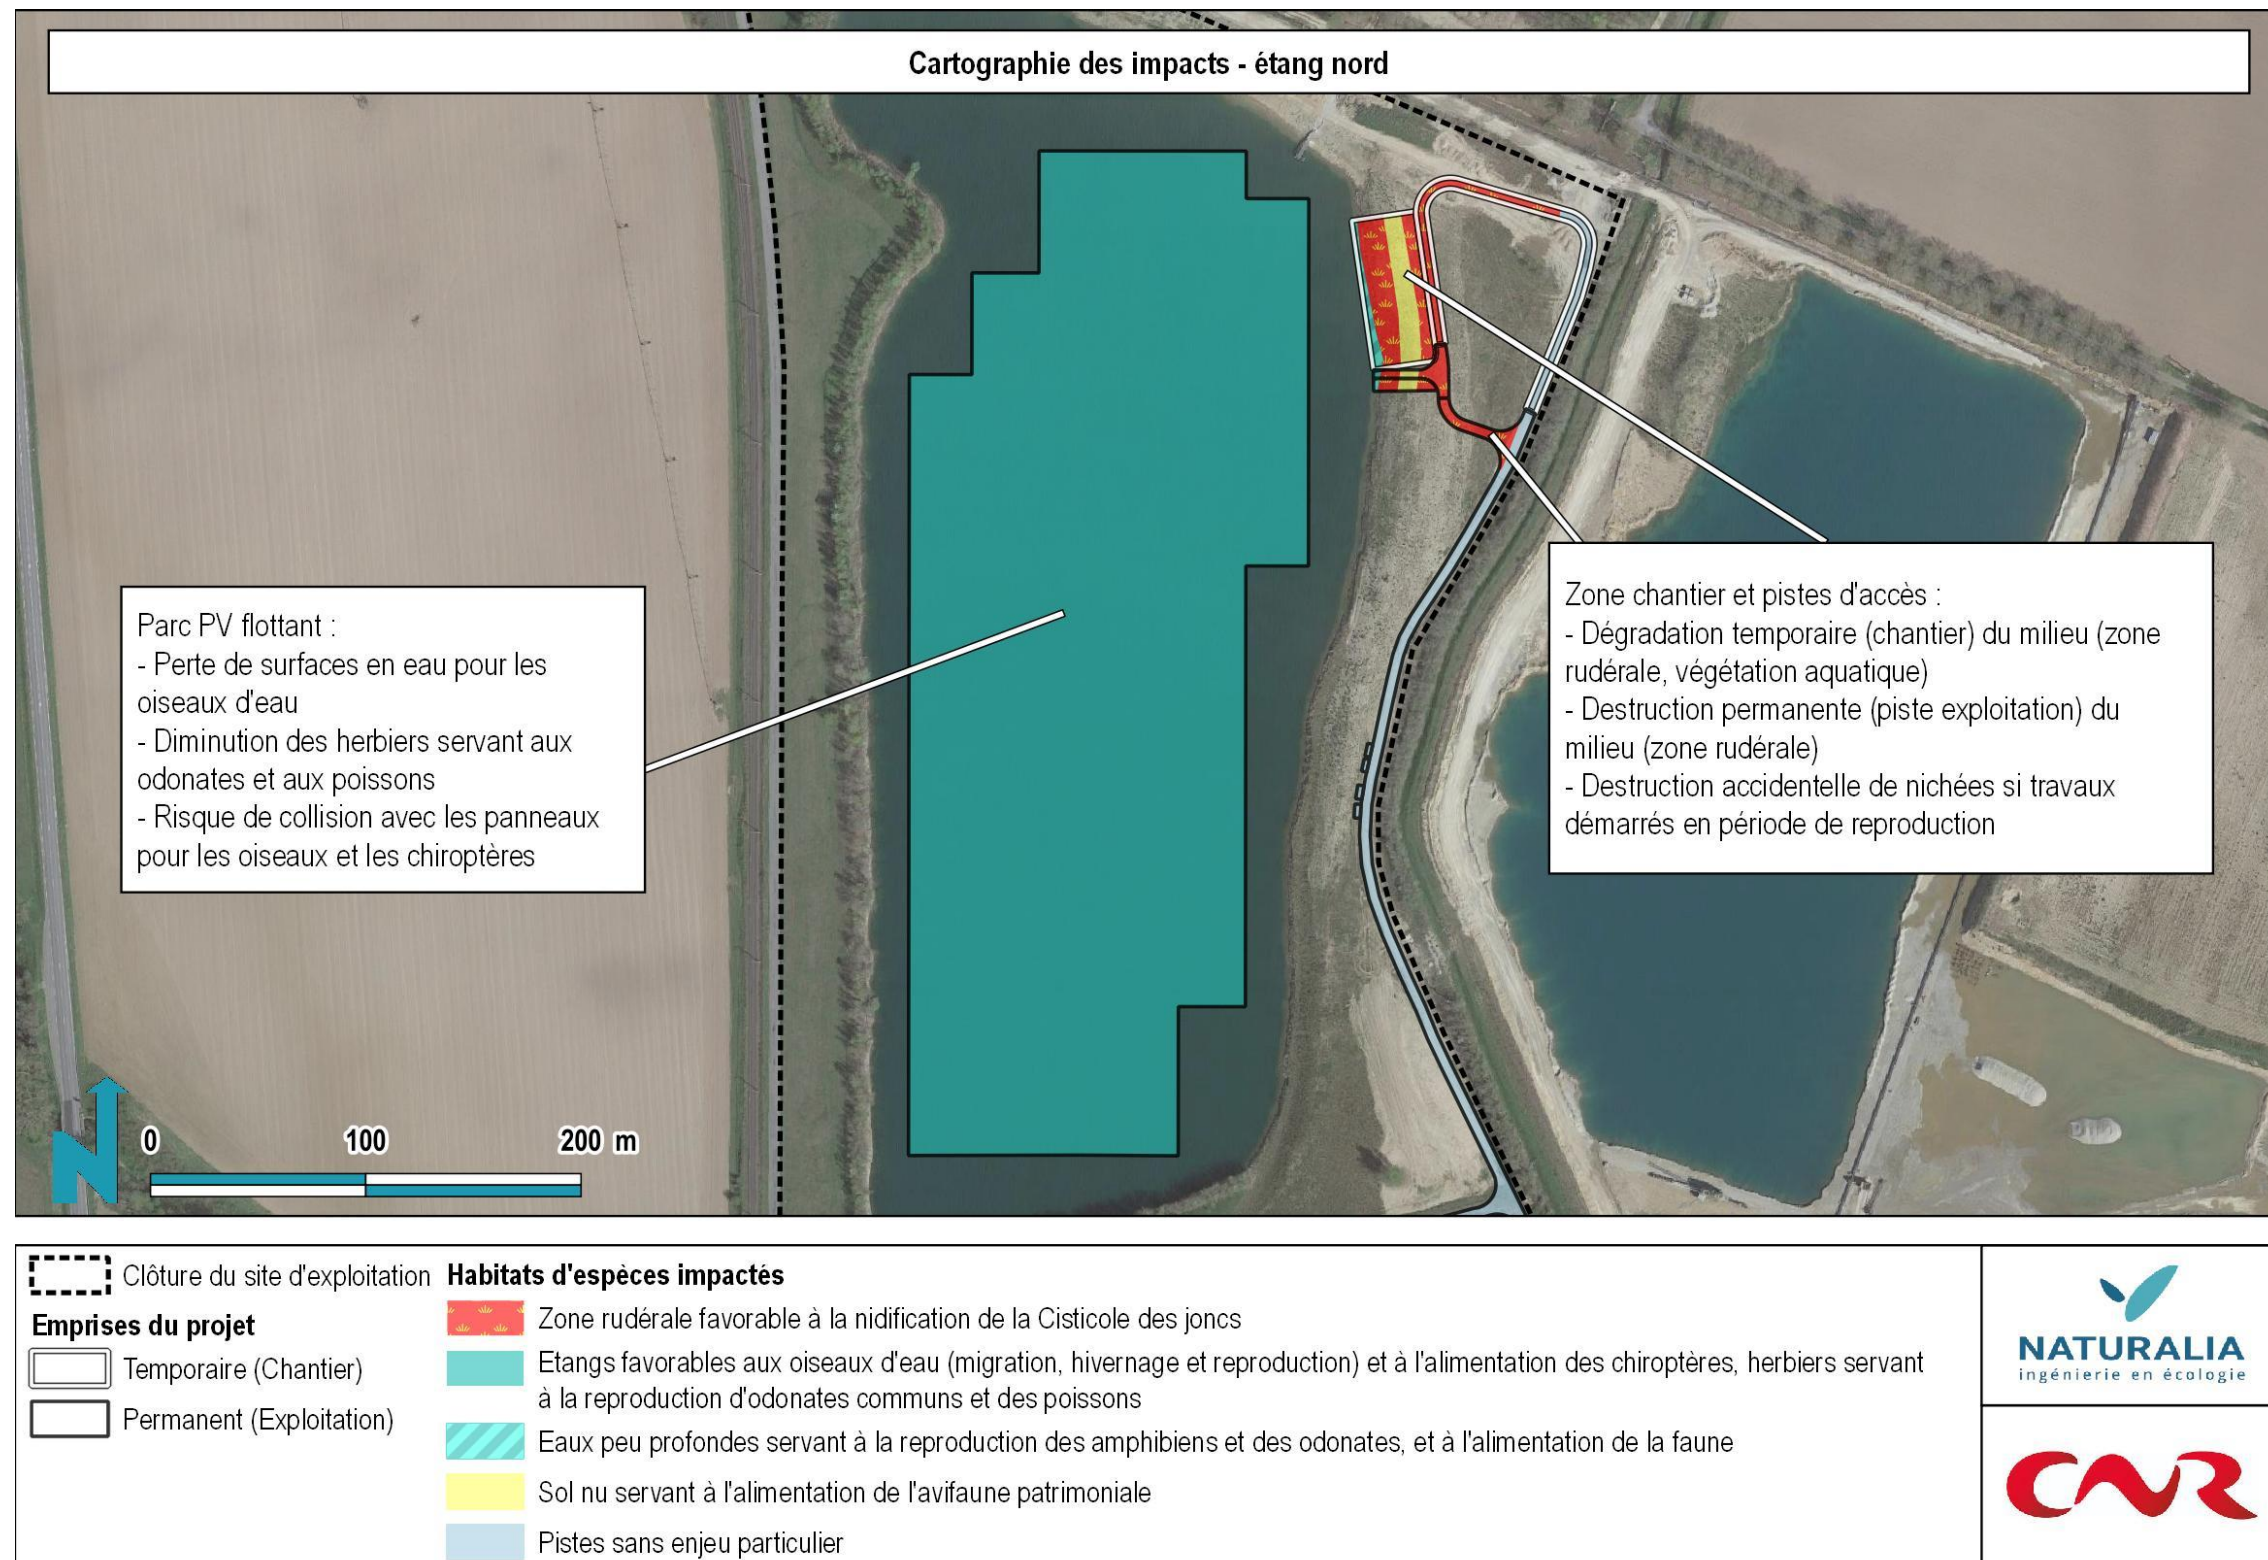 Cartographie des impacts - étang nord
Parc PV flottant :
- Perte de surfaces en eau pour les
oiseaux d'eau
- Diminution des herbiers servant aux
odonates et aux poissons
- Risque de collision avec les panneaux
pour les oiseaux et les chiroptères
Zone chantier et pistes d'accès :
- Dégradation temporaire (chantier) du milieu (zone
rudérale, végétation aquatique)
- Destruction permanente (piste exploitation) du
milieu (zone rudérale)
- Destruction accidentelle de nichées si travaux
démarrés en période de reproduction
N
0 100 200 m
Clôture du site d'exploitation
Emprises du projet
Temporaire (Chantier)
Permanent (Exploitation)
Habitats d'espèces impactés
Zone rudérale favorable à la nidification de la Cisticole des joncs
Etangs favorables aux oiseaux d'eau (migration, hivernage et reproduction) et à l'alimentation des chiroptères, herbiers servant
à la reproduction d'odonates communs et des poissons
Eaux peu profondes servant à la reproduction des amphibiens et des odonates, et à l'alimentation de la faune
Sol nu servant à l'alimentation de l'avifaune patrimoniale
Pistes sans enjeu particulier
NATURALIA
ingénierie en écologie
CNR